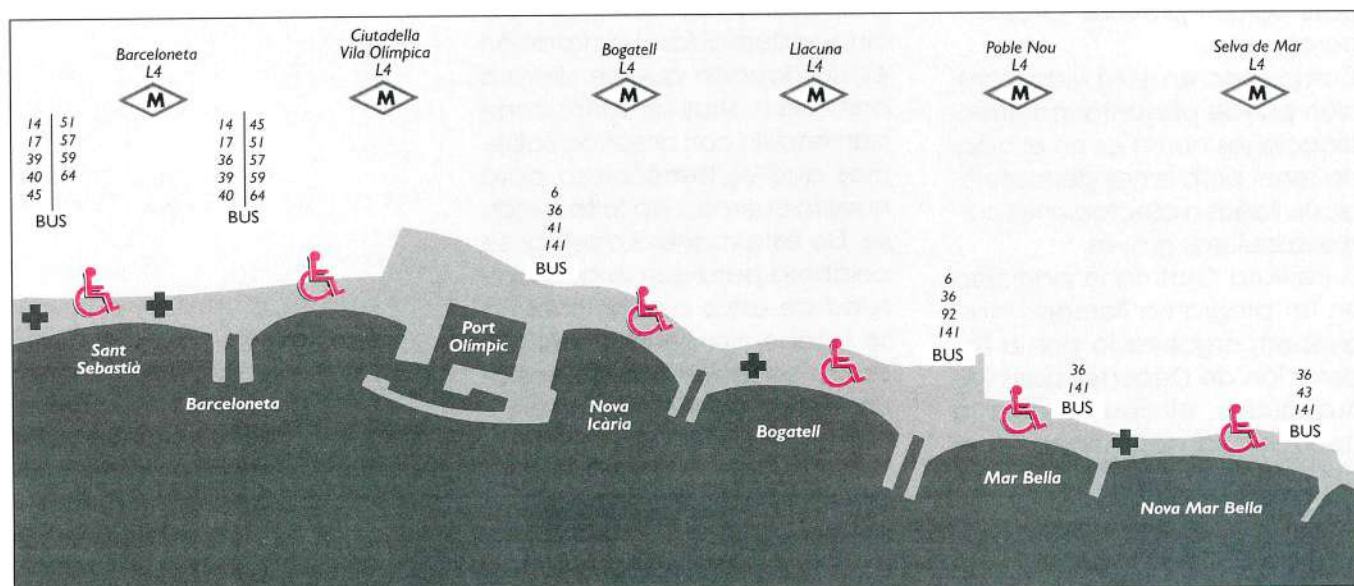 Barceloneta
L4
M
Ciutadella
Vila Olímpica
L4
M
Bogatell
L4
M
Llacuna
L4
M
Poble Nou
L4
M
Selva de Mar
L4
M
14 51
17 57
39 59
40 64
45
BUS
14 45
17 51
36 57
39 59
40 64
BUS
6
36
41
141
BUS
6
36
92
141
BUS
36
141
BUS
36
43
141
BUS
Sant
Sebastià
Barceloneta
Port
Olímpic
Nova
Icària
Bogatell
Mar Bella
Nova Mar Bella